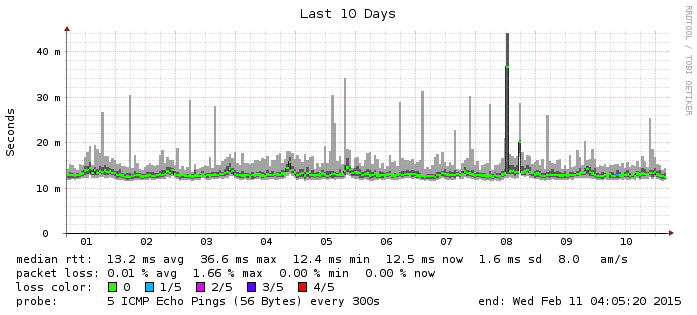 Last 10 Days
RRDTOOL / TOBI OETIKER
Seconds
40 m
30 m
20 m
10 m
0
01 02 03 04 05 06 07 08 09 10
median rtt: 13.2 ms avg 36.6 ms max 12.4 ms min 12.5 ms now 1.6 ms sd 8.0 am/s
packet loss: 0.01 % avg 1.66 % max 0.00 % min 0.00 % now
loss color: 0 1/5 2/5 3/5 4/5
probe: 5 ICMP Echo Pings (56 Bytes) every 300s end: Wed Feb 11 04:05:20 2015